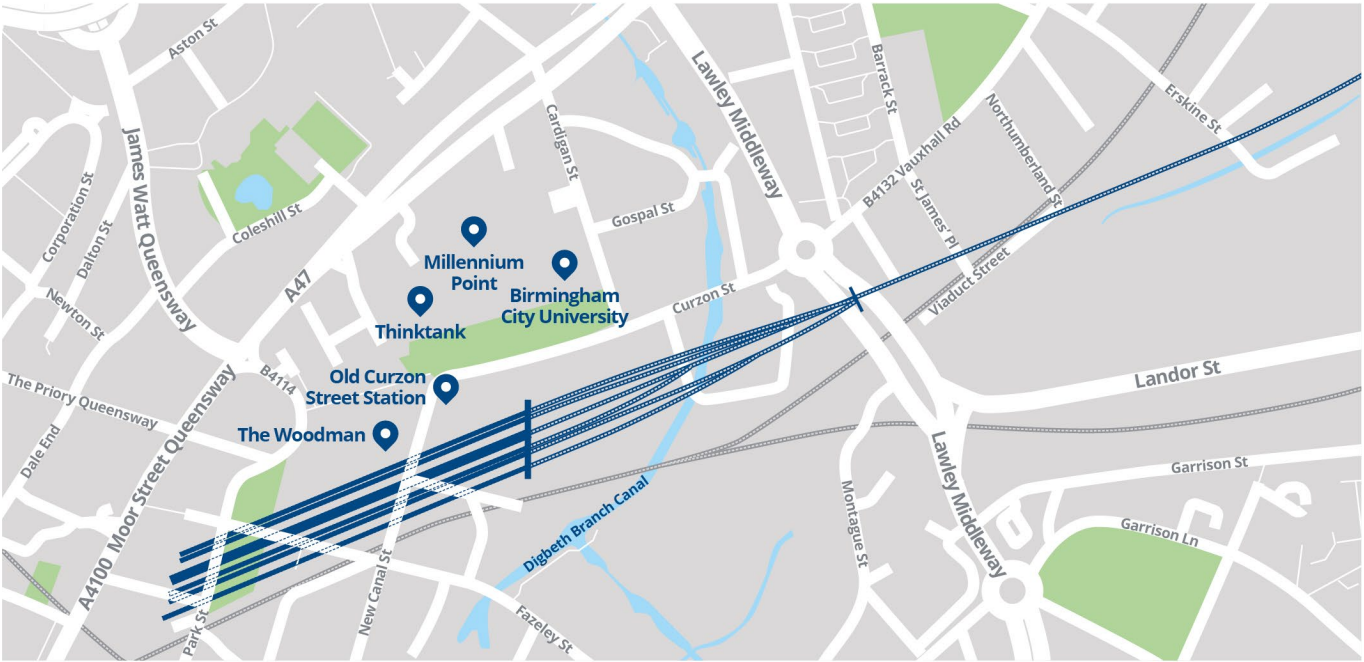 Aston St
Lawley Middleway
Barrack St
Erskine St
James Watt Queensway
Cardigan St
Northumberland St
B4132 Vauxhall Rd
Corporation St
Dalton St
Coleshill St
Gospal St
St James' Pl
Millennium
Point
A47
Birmingham
City University
Curzon St
Viaduct Street
Newton St
Thinktank
B4114
Old Curzon
Street Station
Landor St
The Priory Queensway
The Woodman
Dale End
Lawley Middleway
Garrison St
A4100 Moor Street Queensway
Digbeth Branch Canal
Montague St
Garrison Ln
New Canal St
Park St
Fazeley St